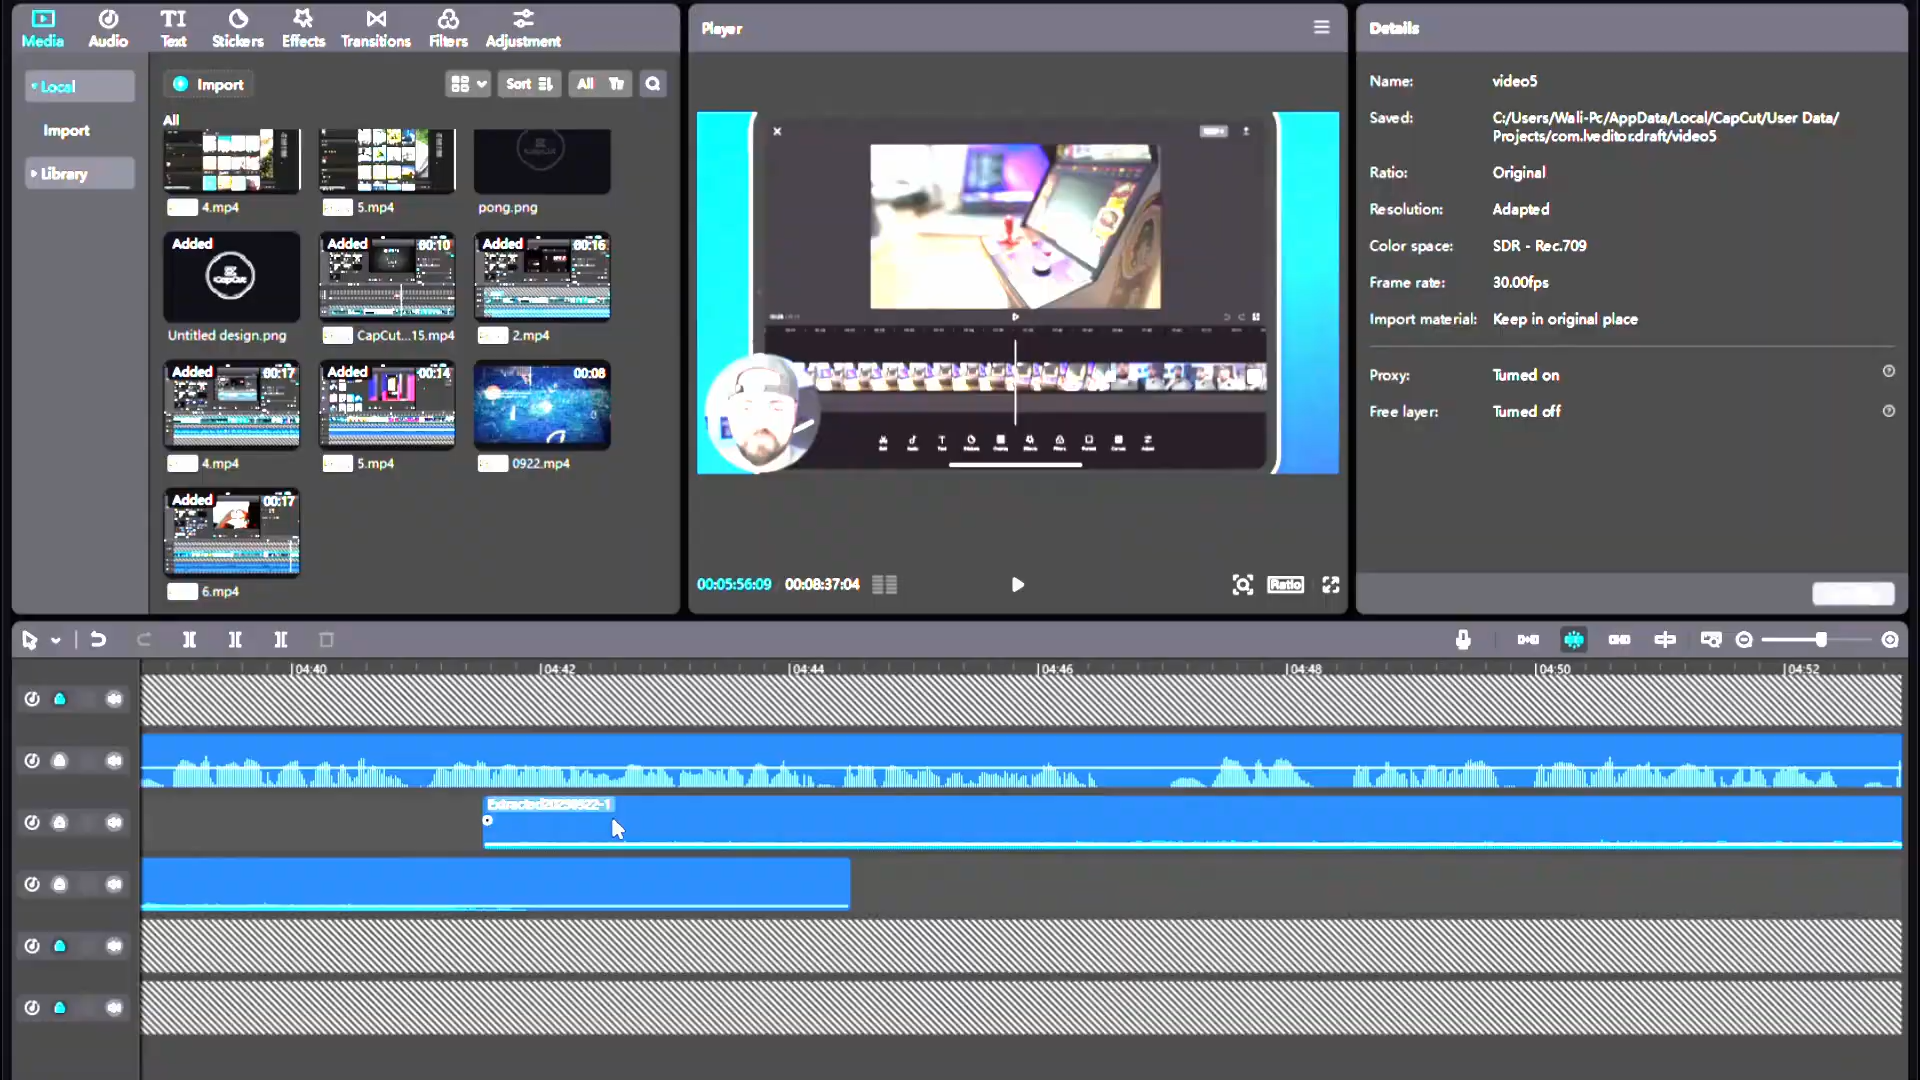 Media
Audio
TI
Text
Stickers
Effects
Transitions
Filters
Adjustment
Player
Details
Local
Import
Library
Import
Sort
All
All
4.mp4
5.mp4
pong.png
Added
CapCut
Untitled design.png
Added 00:10
CapCut...15.mp4
Added 00:16
2.mp4
Added 00:17
4.mp4
Added 00:14
5.mp4
00:08
0922.mp4
Added 00:17
6.mp4
00:05:56:09 00:08:37:04
Ratio
Name: video5
Saved: C:/Users/Wali-Pc/AppData/Local/CapCut/User Data/
Projects/com.lveditor.draft/video5
Ratio: Original
Resolution: Adapted
Color space: SDR - Rec.709
Frame rate: 30.00fps
Import material: Keep in original place
Proxy: Turned on
Free layer: Turned off
04:40 04:42 04:44 04:46 04:48 04:50 04:52
Extracted20230922-1